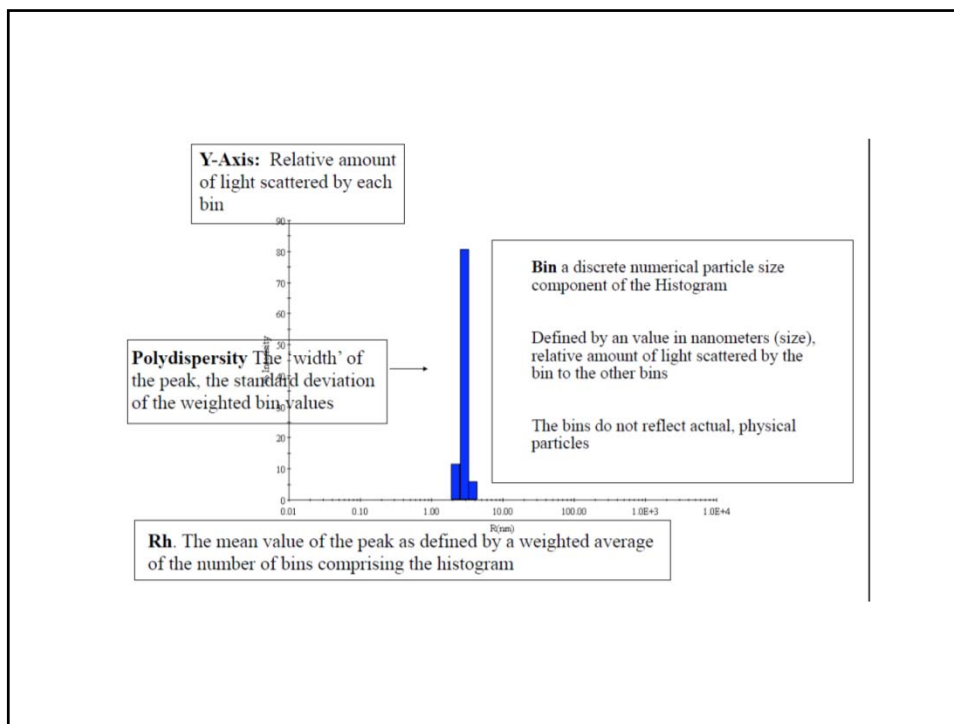 Y-Axis: Relative amount
of light scattered by each
bin
90
80
70
60
50
Polydispersity The 'width' of
the peak, the standard deviation
of the weighted bin values
30
20
10
0
0.01 0.10 1.00 10.00 100.00 1.0E+3 1.0E+4
R(nm)
Bin a discrete numerical particle size
component of the Histogram
Defined by an value in nanometers (size),
relative amount of light scattered by the
bin to the other bins
The bins do not reflect actual, physical
particles
Rh. The mean value of the peak as defined by a weighted average
of the number of bins comprising the histogram